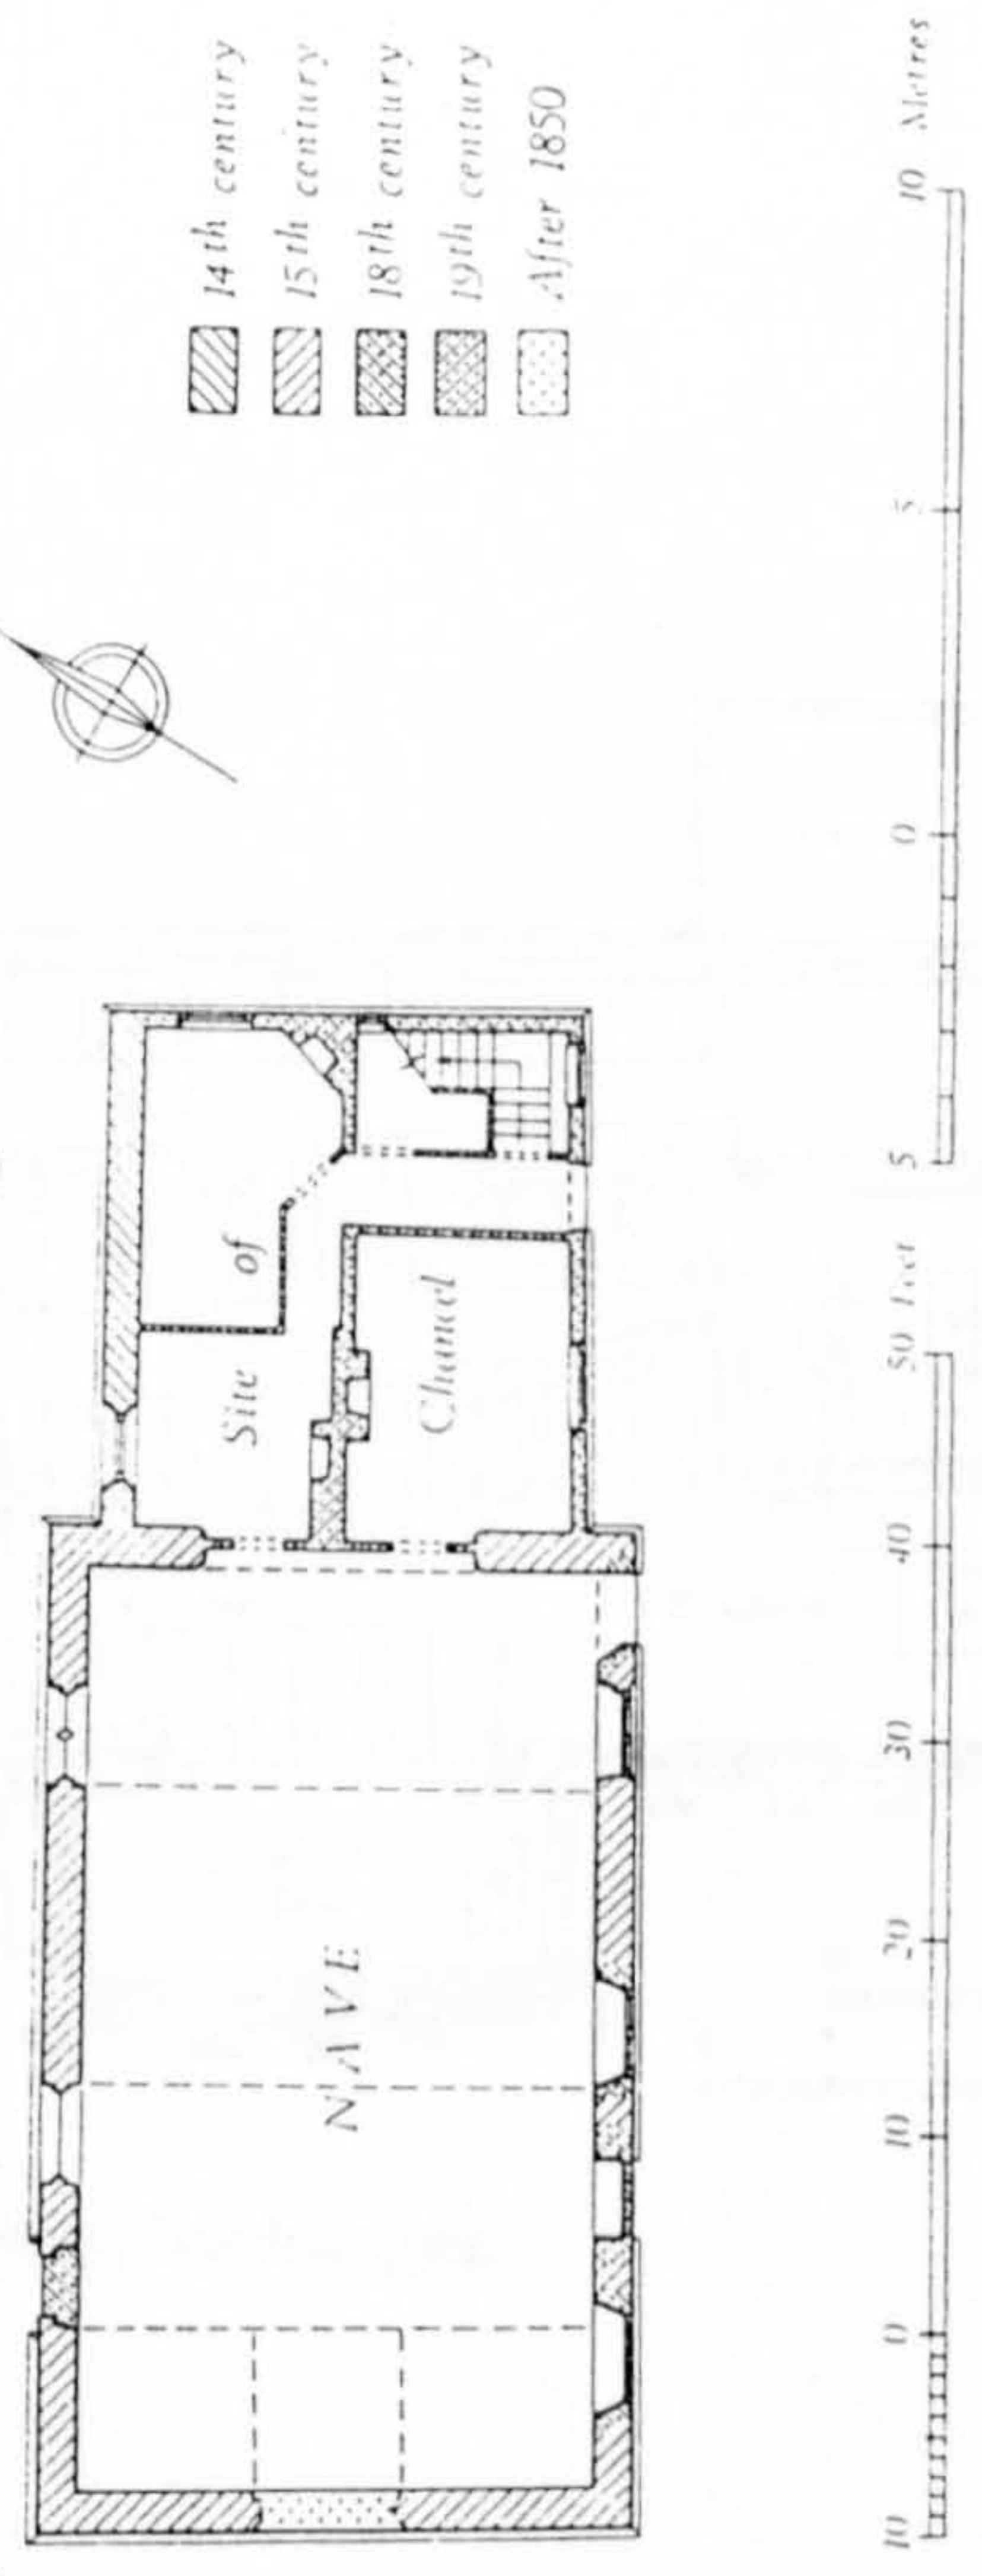 14th century
15th century
18th century
19th century
After 1850
Site of
Chancel
NAVE
10 0 10 20 30 40 50 Feet
5 0 5 10 Metres